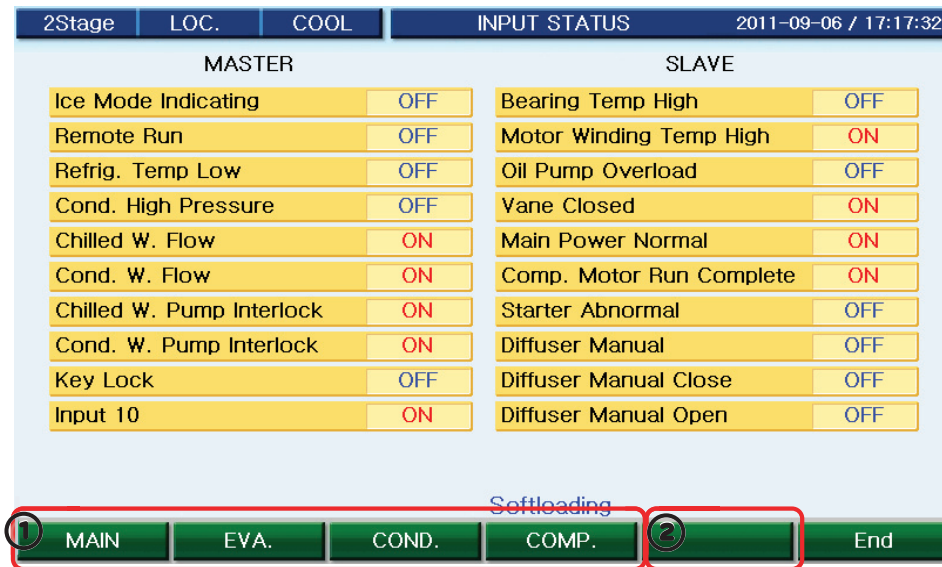 2Stage LOC. COOL INPUT STATUS 2011-09-06 / 17:17:32
MASTER SLAVE
Ice Mode Indicating OFF Bearing Temp High OFF
Remote Run OFF Motor Winding Temp High ON
Refrig. Temp Low OFF Oil Pump Overload OFF
Cond. High Pressure OFF Vane Closed ON
Chilled W. Flow ON Main Power Normal ON
Cond. W. Flow ON Comp. Motor Run Complete ON
Chilled W. Pump Interlock ON Starter Abnormal OFF
Cond. W. Pump Interlock ON Diffuser Manual OFF
Key Lock OFF Diffuser Manual Close OFF
Input 10 ON Diffuser Manual Open OFF
Softloading
① MAIN EVA. COND. COMP. ② End